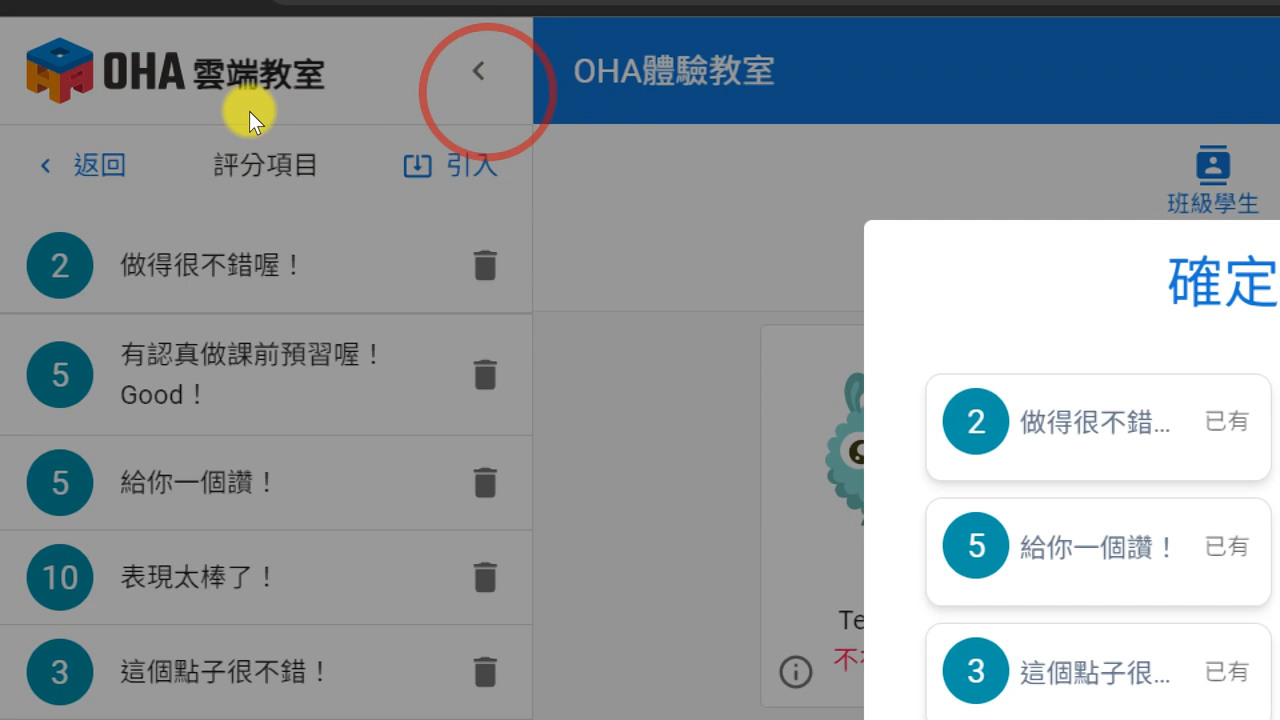 OHA 雲端教室
OHA體驗教室
返回
評分項目
引入
班級學生
2
做得很不錯喔！
5
有認真做課前預習喔！
Good！
5
給你一個讚！
10
表現太棒了！
3
這個點子很不錯！
確定
2
做得很不錯...
已有
5
給你一個讚！
已有
3
這個點子很...
已有
Te
不